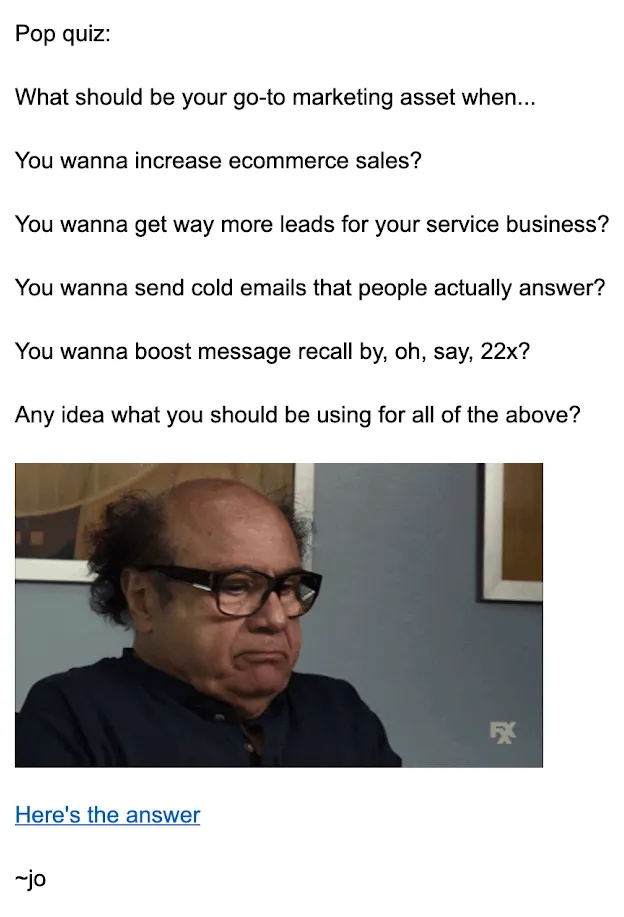 Pop quiz:
What should be your go-to marketing asset when...
You wanna increase ecommerce sales?
You wanna get way more leads for your service business?
You wanna send cold emails that people actually answer?
You wanna boost message recall by, oh, say, 22x?
Any idea what you should be using for all of the above?
FXX
Here's the answer
~jo